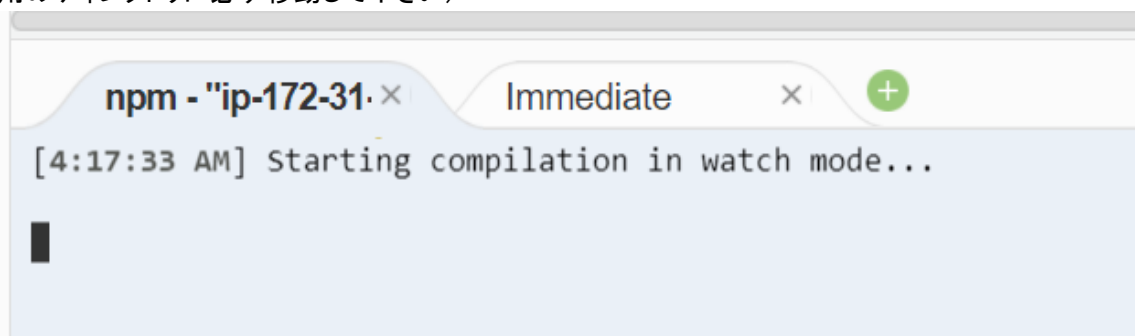 npm - "ip-172-31- × Immediate × +
[4:17:33 AM] Starting compilation in watch mode...